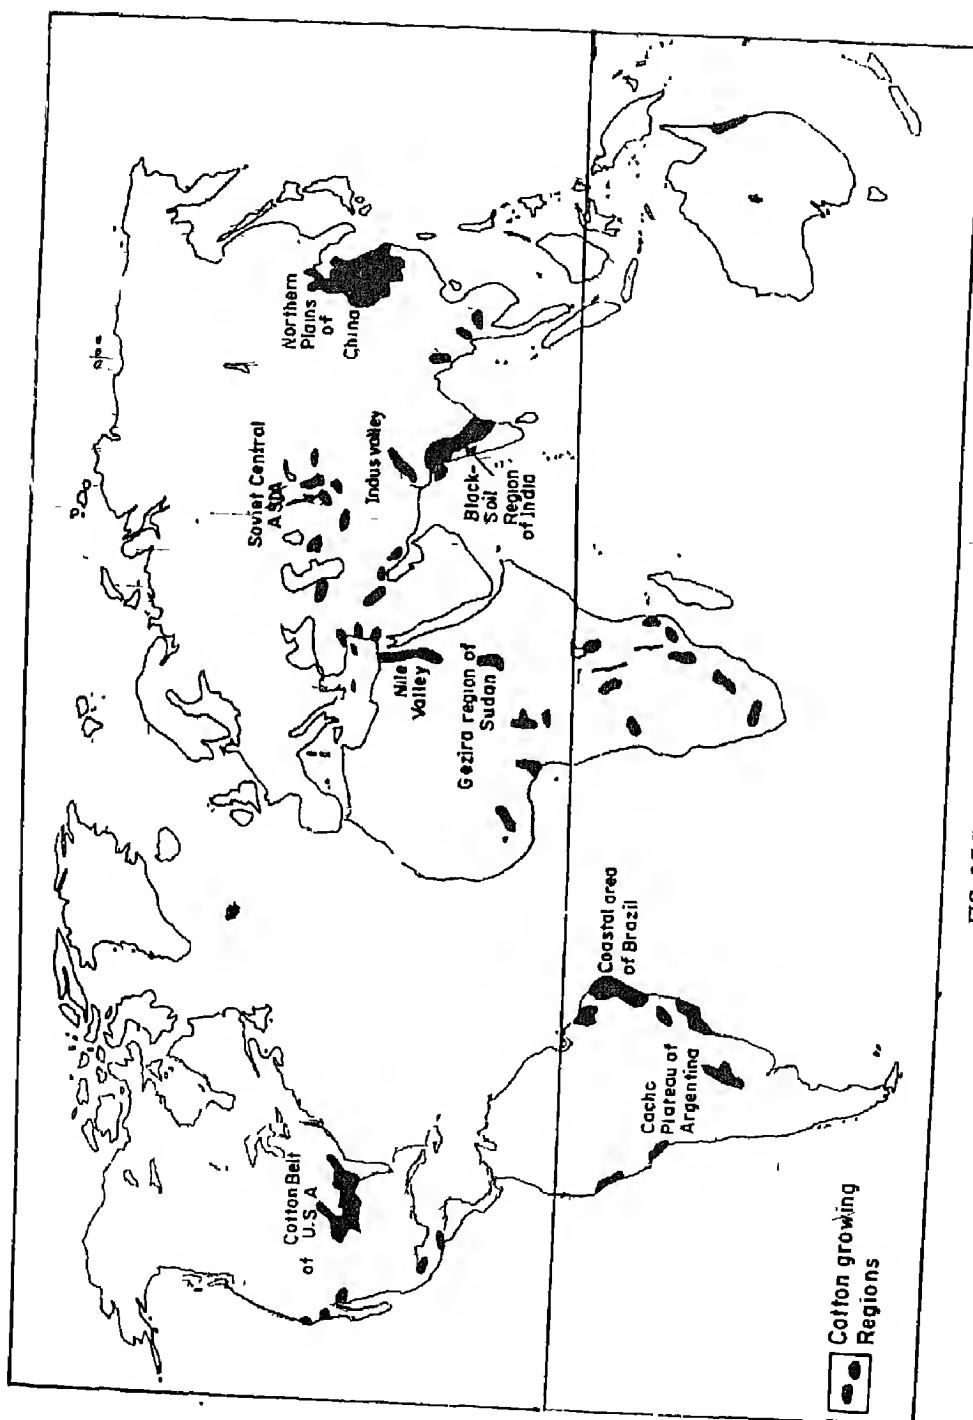 Northern
Plains
of
China
Soviet Central
ASIA
Indus valley
Black-
Soil
Region
of India
Nile
Valley
Gezira region of
Sudan
Coastal area
of Brazil
Cacho
Plateau of
Argentina
Cotton Belt
of U.S.A
Cotton growing
Regions